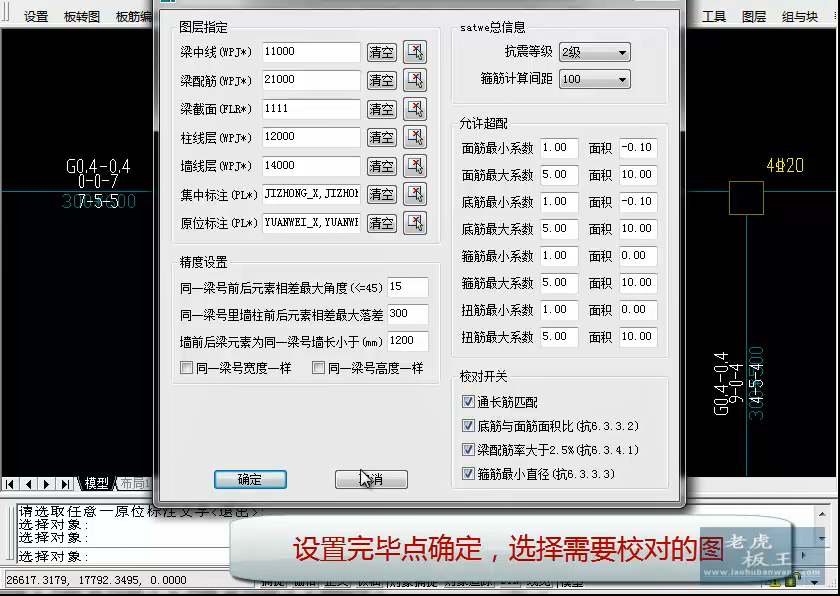 设置 板转图 板筋编
工具 图层 组与块
图层指定
梁中线(WPJ*) 11000 清空
梁配筋(WPJ*) 21000 清空
梁截面(FLR*) 1111 清空
柱线层(WPJ*) 12000 清空
墙线层(WPJ*) 14000 清空
集中标注(PL*) JIZHONG_X,JIZHO 清空
原位标注(PL*) YUANWEI_X,YUANWE 清空
精度设置
同一梁号前后元素相差最大角度(<=45) 15
同一梁号里墙柱前后元素相差最大落差 300
墙前后梁元素为同一梁号墙长小于(mm) 1200
同一梁号宽度一样 同一梁号高度一样
确定
消
satwe总信息
抗震等级 2级
箍筋计算间距 100
允许超配
面筋最小系数 1.00 面积 -0.10
面筋最大系数 5.00 面积 10.00
底筋最小系数 1.00 面积 -0.10
底筋最大系数 5.00 面积 10.00
箍筋最小系数 1.00 面积 0.00
箍筋最大系数 5.00 面积 10.00
扭筋最小系数 1.00 面积 0.00
扭筋最大系数 5.00 面积 10.00
校对开关
通长筋匹配
底筋与面筋面积比(抗6.3.3.2)
梁配筋率大于2.5%(抗6.3.4.1)
箍筋最小直径(抗6.3.3.3)
G0.4-0.4
0-0-7
7-5-5
4⌀20
G0.4-0.4
9-0-4
4-5-4
模型 布局1
请选取任意一原位标注文字<退出>:
选择对象:
选择对象:
选择对象:
设置完毕点确定，选择需要校对的图
老虎板王
www.laohubanwang.com
26617.3179, 17792.3495, 0.0000